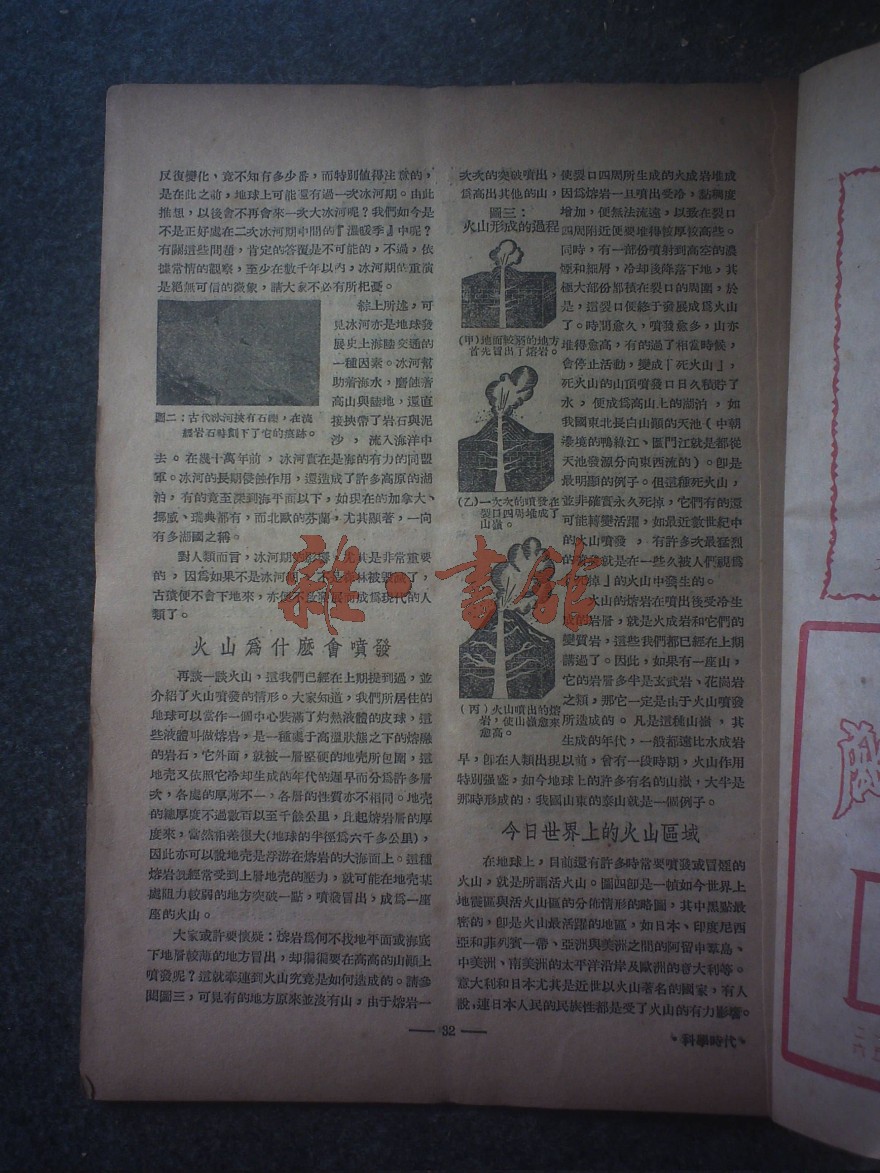 反復變化，竟不知有多少番，而特別值得注意的，
是在此之前，地球上可能還有過一次冰河期。由此
推想，以後會不會再會來一次大冰河呢？我們如今是
不是正好處在二次冰河期中間的『溫暖季』中呢？
有關這些問題，肯定的答覆是不可能的，不過，依
據常情的觀察，至少在數千年以內，冰河期的重演
是絕無可信的徵象，請大家不必有所杞憂。
綜上所述，可
見冰河亦是地球發
展史上海陸交通的
一種因素。冰河幫
助着海水，磨蝕着
高山與陸地，還直
接挾帶了岩石與泥
沙，流入海洋中
圖二：古代冰河挾有石礫，在流
經岩石時劃下了它的痕跡。
去。在幾十萬年前，冰河實在是海的有力的同盟
軍。冰河的長期侵蝕作用，還造成了許多高原的湖
泊，有的竟至深到海平面以下，如現在的加拿大、
挪威、瑞典都有，而北歐的芬蘭，尤其顯著，一向
有多湖國之稱。
對人類而言，冰河期的影響，尤其是非常重要
的，因爲如果不是冰河期，不是森林被毀滅了，
古猿便不會下地來，亦便不
成爲現代的人
類了。
火山爲什麽會噴發
再談一談火山，這我們已經在上期提到過，並
介紹了火山噴發的情形。大家知道，我們所居住的
地球可以當作一個中心裝滿了灼熱液體的皮球，這
些液體叫做熔岩，是一種處于高溫狀態之下的熔融
的岩石，它外面，就被一層堅硬的地壳所包圍，這
地壳又依照它冷却生成的年代的遲早而分爲許多層
次，各處的厚薄不一，各層的性質亦不相同。地壳
的總厚度不過數百以至千餘公里，比起熔岩層的厚
度來，當然相差很大（地球的半徑爲六千多公里），
因此亦可以說地壳是浮游在熔岩的大海面上。這種
熔岩旣經常受到上層地壳的壓力，就可能在地壳某
處阻力較弱的地方突破一點，噴發冒出，成爲一座
座的火山。
大家或許要懷疑：熔岩爲何不找地平面或海底
下地層較薄的地方冒出，却偏偏要在高高的山顚上
噴發呢？這就牽連到火山究竟是如何造成的。請參
閱圖三，可見有的地方原來並沒有山，由于熔岩一
次次的突破噴出，使裂口四周所生成的火成岩堆成
爲高出其他的山，因爲熔岩一旦噴出受冷，黏稠度
增加，便無法流遠，以致在裂口
四周附近便要堆得較厚較高些。
同時，有一部份噴射到高空的濃
煙和細屑，冷却後降落下地，其
極大部份都積在裂口的周圍，於
是，這裂口便終于發展成爲火山
了。時間愈久，噴發愈多，山亦
堆得愈高，有的過了相當時候，
會停止活動，變成「死火山」，
死火山的山頂噴發口日久積貯了
水，便成爲高山上的湖泊，如
我國東北長白山顚的天池（中朝
邊境的鴨綠江、圖門江就是都從
天池發源分向東西流的）。卽是
最明顯的例子。但這種死火山，
並非確實永久死掉，它們有的還
可能轉變活躍，如最近數世紀中
的火山噴發，有許多次最猛烈
的噴發就是在一些久被人們視爲
「死掉」的火山中發生的。
火山的熔岩在噴出後受冷生
成的岩層，就是火成岩和它們的
變質岩，這些我們都已經在上期
講過了。因此，如果有一座山，
它的岩層多半是玄武岩、花崗岩
之類，那它一定是由于火山噴發
所造成的。凡是這種山嶽，其
生成的年代，一般都遠比水成岩
早，卽在人類出現以前，曾有一段時期，火山作用
特別強盛，如今地球上的許多有名的山嶽，大半是
那時形成的，我國山東的泰山就是一個例子。
圖三：
火山形成的過程
(甲)地面較弱的地方
首先冒出了熔岩。
(乙)一次次的噴發在
裂口四周堆成了
山嶽。
(丙)火山噴出的熔
岩，使山嶽愈來
愈高。
今日世界上的火山區域
在地球上，目前還有許多時常要噴發或冒煙的
火山，就是所謂活火山。圖四卽是一幀如今世界上
地震區與活火山區的分佈情形的略圖，其中黑點最
密的，卽是火山最活躍的地區，如日本、印度尼西
亞和菲列賓一帶、亞洲與美洲之間的阿留申羣島、
中美洲、南美洲的太平洋沿岸及歐洲的意大利等。
意大利和日本尤其是近世以火山著名的國家，有人
說，連日本人民的民族性都是受了火山的有力影響。
— 32 —
科學時代
雜·書館